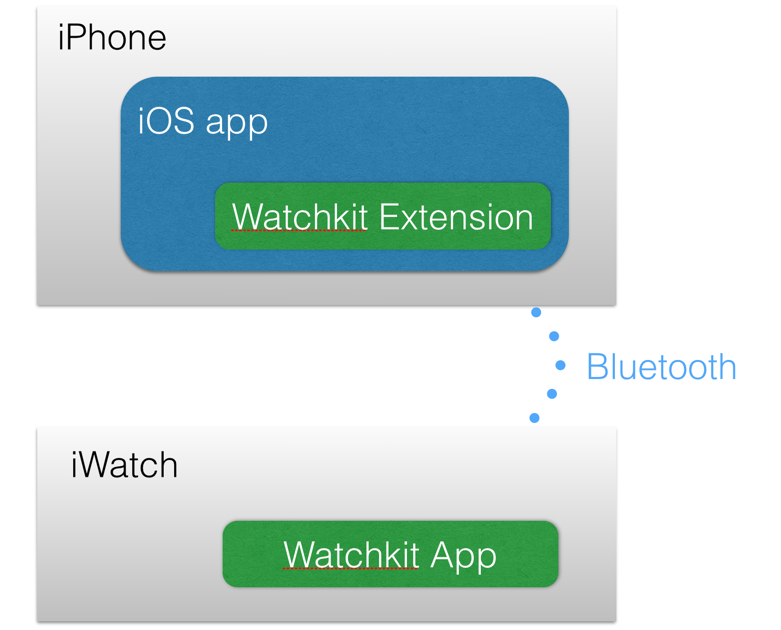 iPhone
iOS app
Watchkit Extension
Bluetooth
iWatch
Watchkit App